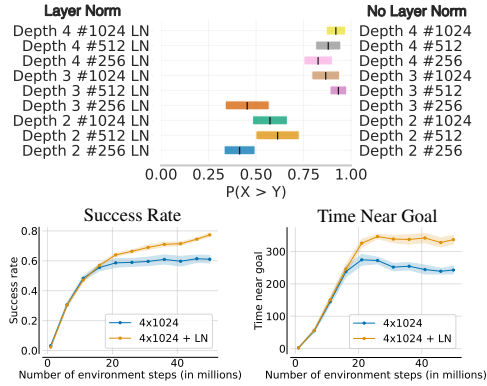 Layer Norm No Layer Norm
Depth 4 #1024 LN Depth 4 #1024
Depth 4 #512 LN Depth 4 #512
Depth 4 #256 LN Depth 4 #256
Depth 3 #1024 LN Depth 3 #1024
Depth 3 #512 LN Depth 3 #512
Depth 3 #256 LN Depth 3 #256
Depth 2 #1024 LN Depth 2 #1024
Depth 2 #512 LN Depth 2 #512
Depth 2 #256 LN Depth 2 #256
0.00 0.25 0.50 0.75 1.00
P(X > Y)
Success Rate
0.8
0.6
0.4
0.2
0.0
Success rate
4x1024
4x1024 + LN
0 20 40
Number of environment steps (in millions)
Time Near Goal
300
200
100
0
Time near goal
4x1024
4x1024 + LN
0 20 40
Number of environment steps (in millions)